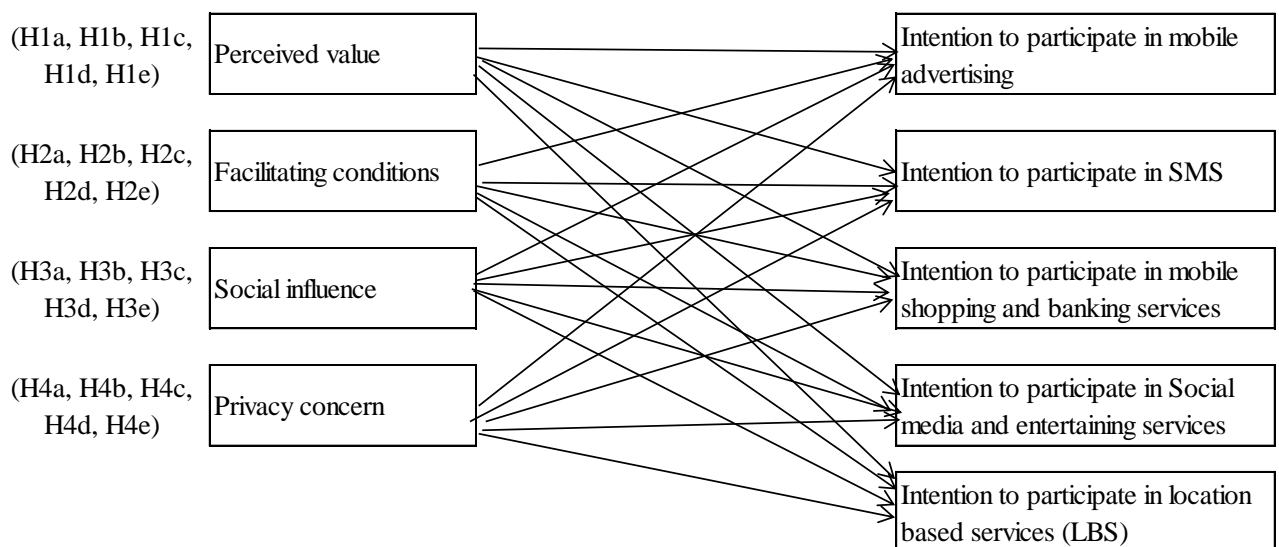 (H1a, H1b, H1c,
H1d, H1e)
Perceived value
Intention to participate in mobile
advertising
(H2a, H2b, H2c,
H2d, H2e)
Facilitating conditions
Intention to participate in SMS
(H3a, H3b, H3c,
H3d, H3e)
Social influence
Intention to participate in mobile
shopping and banking services
(H4a, H4b, H4c,
H4d, H4e)
Privacy concern
Intention to participate in Social
media and entertaining services
Intention to participate in location
based services (LBS)